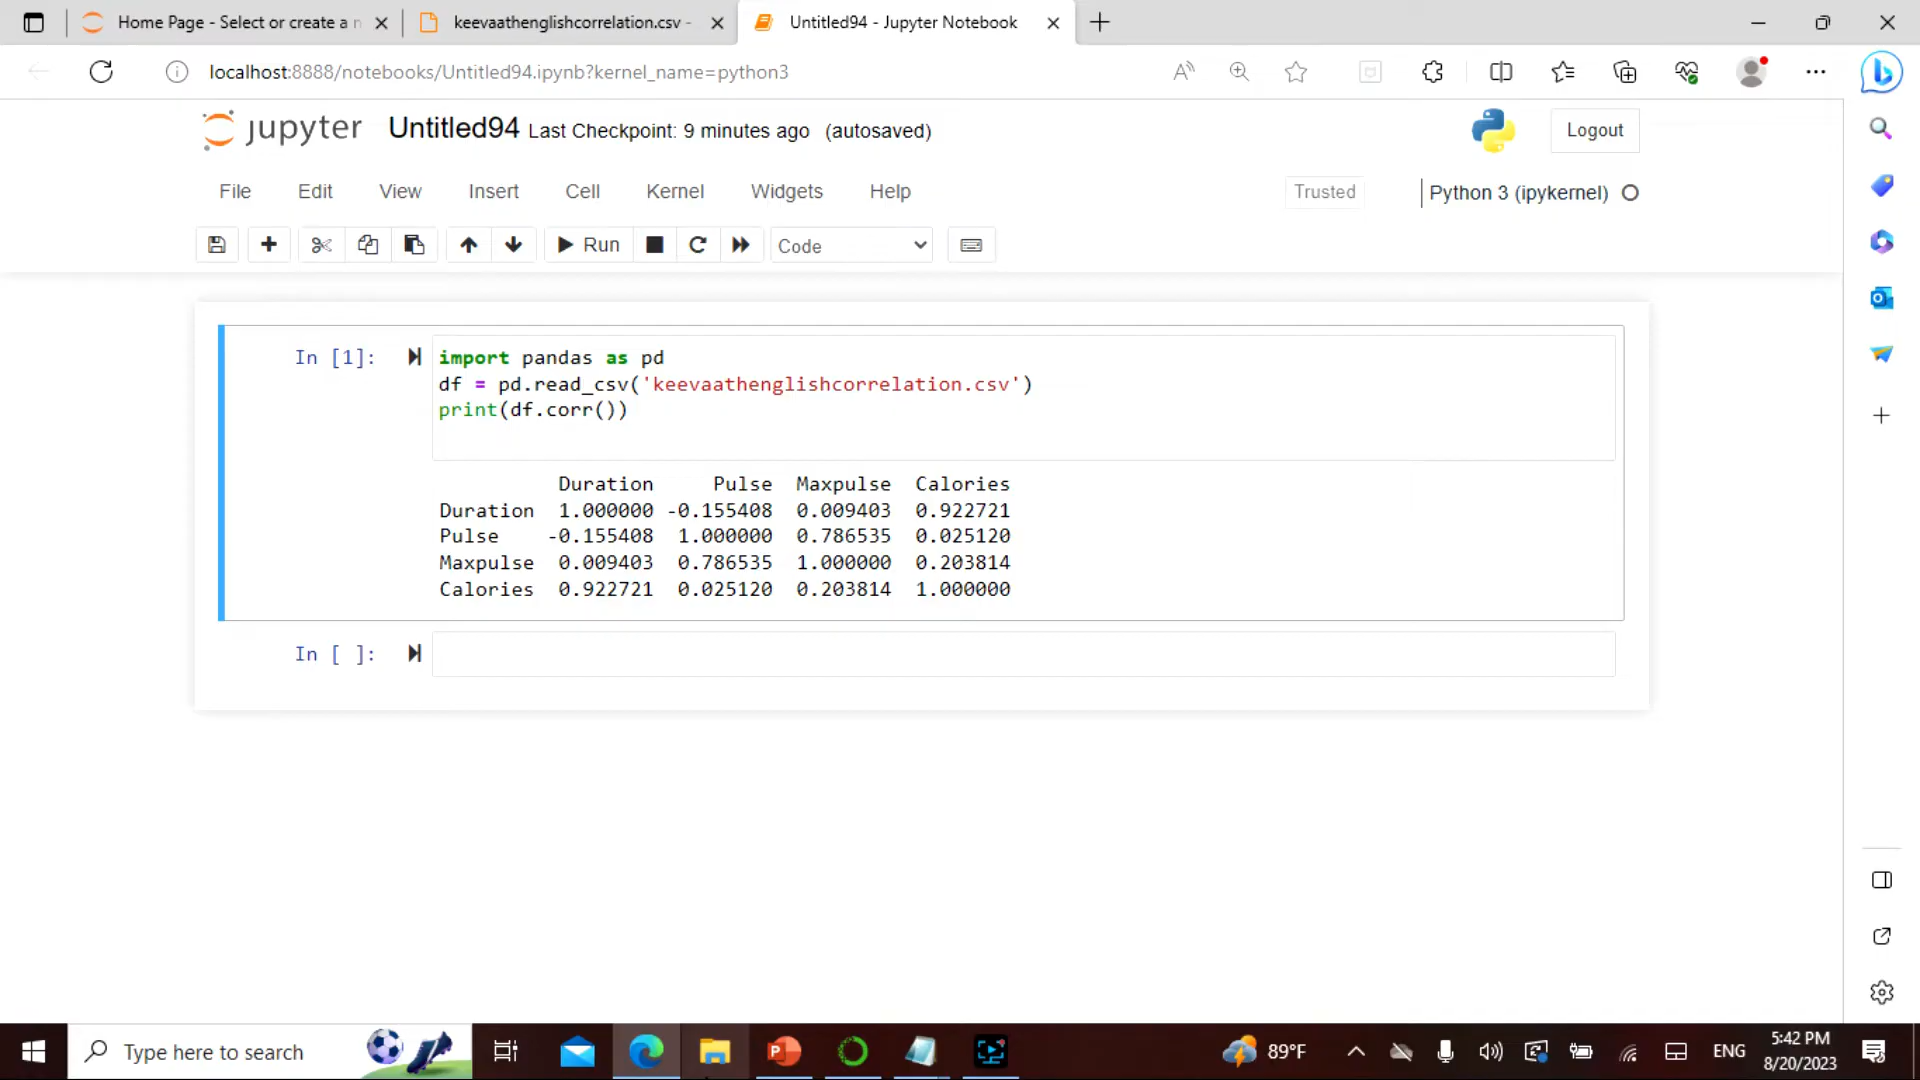 Home Page - Select or create a n
keevaathenglishcorrelation.csv -
Untitled94 - Jupyter Notebook
localhost:8888/notebooks/Untitled94.ipynb?kernel_name=python3
jupyter Untitled94 Last Checkpoint: 9 minutes ago (autosaved)
Logout
File Edit View Insert Cell Kernel Widgets Help
Trusted
Python 3 (ipykernel)
Run
Code
In [1]:
import pandas as pd
df = pd.read_csv('keevaathenglishcorrelation.csv')
print(df.corr())
Duration Pulse Maxpulse Calories
Duration 1.000000 -0.155408 0.009403 0.922721
Pulse -0.155408 1.000000 0.786535 0.025120
Maxpulse 0.009403 0.786535 1.000000 0.203814
Calories 0.922721 0.025120 0.203814 1.000000
In [ ]:
Type here to search
89°F
ENG
5:42 PM
8/20/2023